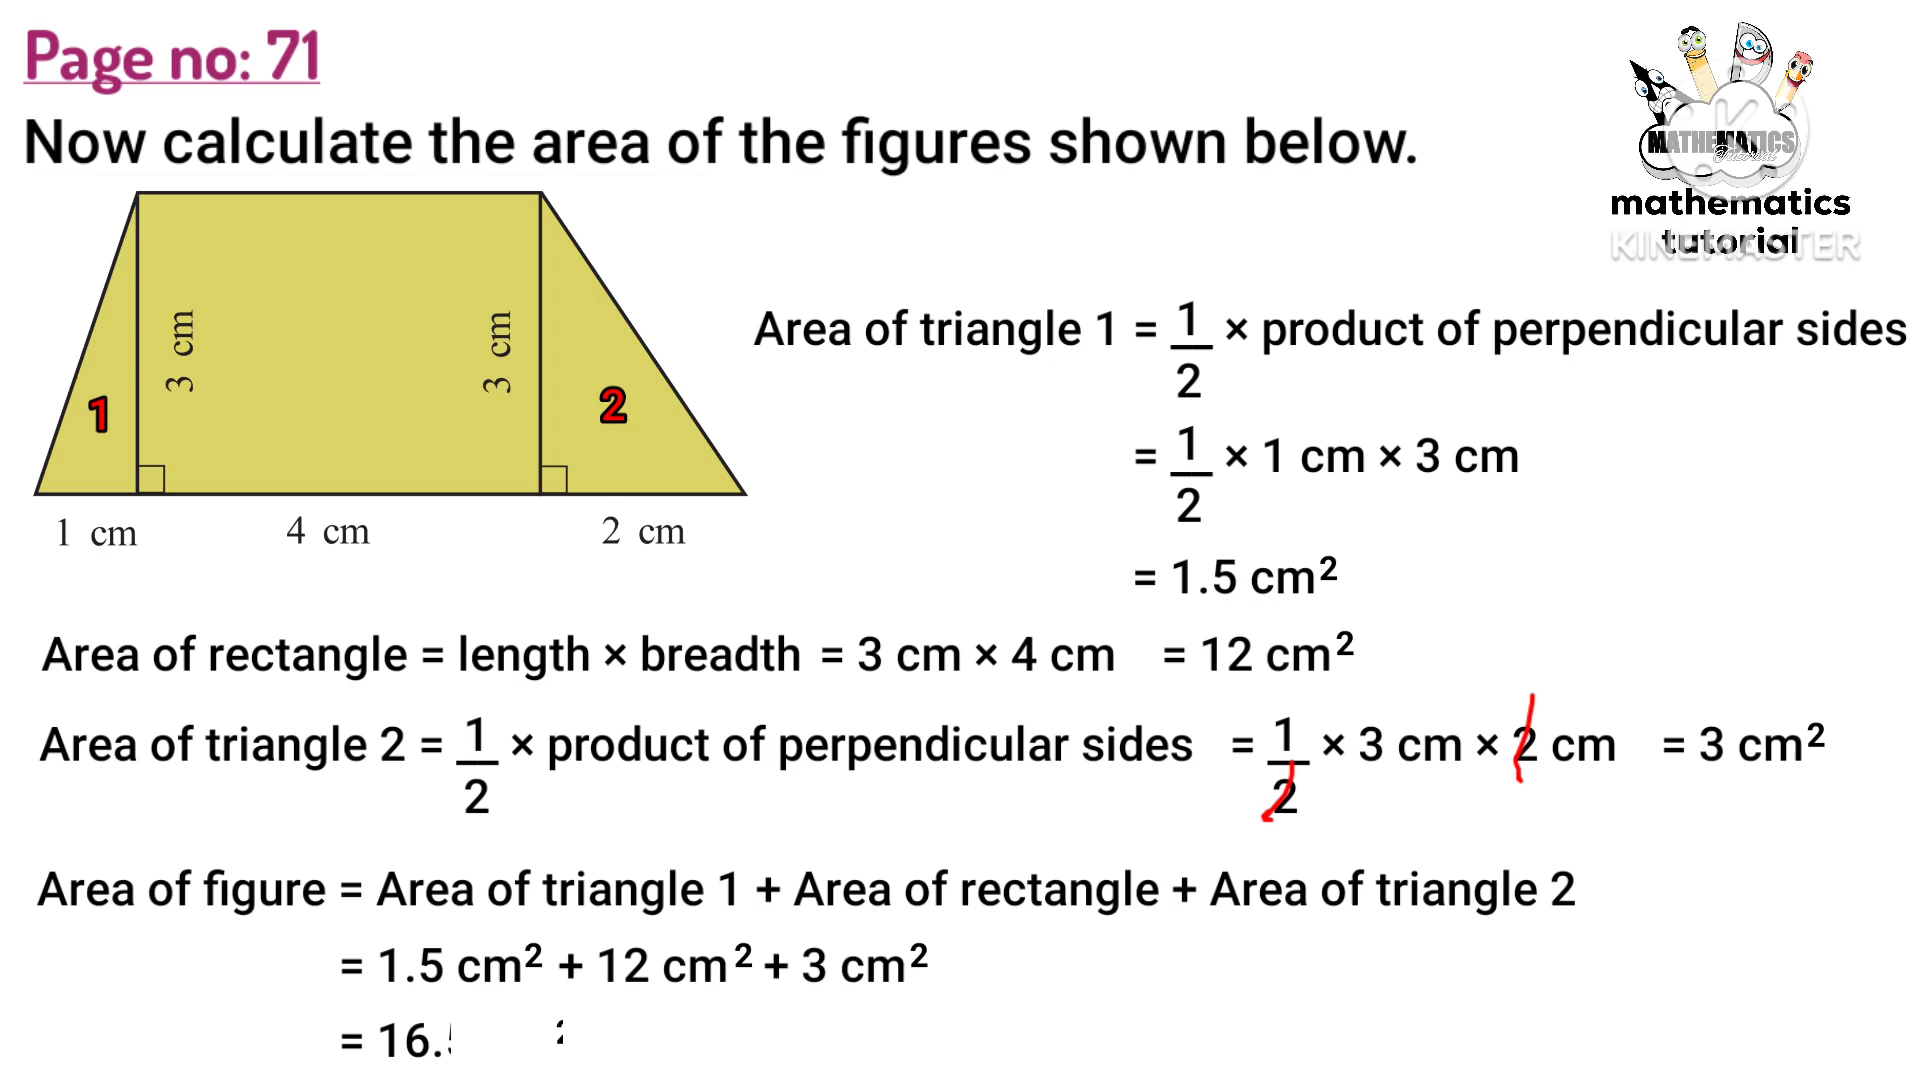 Page no: 71
Now calculate the area of the figures shown below.
MATHEMATICS
Tutorial
mathematics
tutorial
KINEMASTER
3 cm
3 cm
1
2
1 cm
4 cm
2 cm
Area of triangle 1 = 1/2 × product of perpendicular sides
= 1/2 × 1 cm × 3 cm
= 1.5 cm²
Area of rectangle = length × breadth = 3 cm × 4 cm = 12 cm²
Area of triangle 2 = 1/2 × product of perpendicular sides = 1/2 × 3 cm × 2 cm = 3 cm²
Area of figure = Area of triangle 1 + Area of rectangle + Area of triangle 2
= 1.5 cm² + 12 cm² + 3 cm²
= 16.